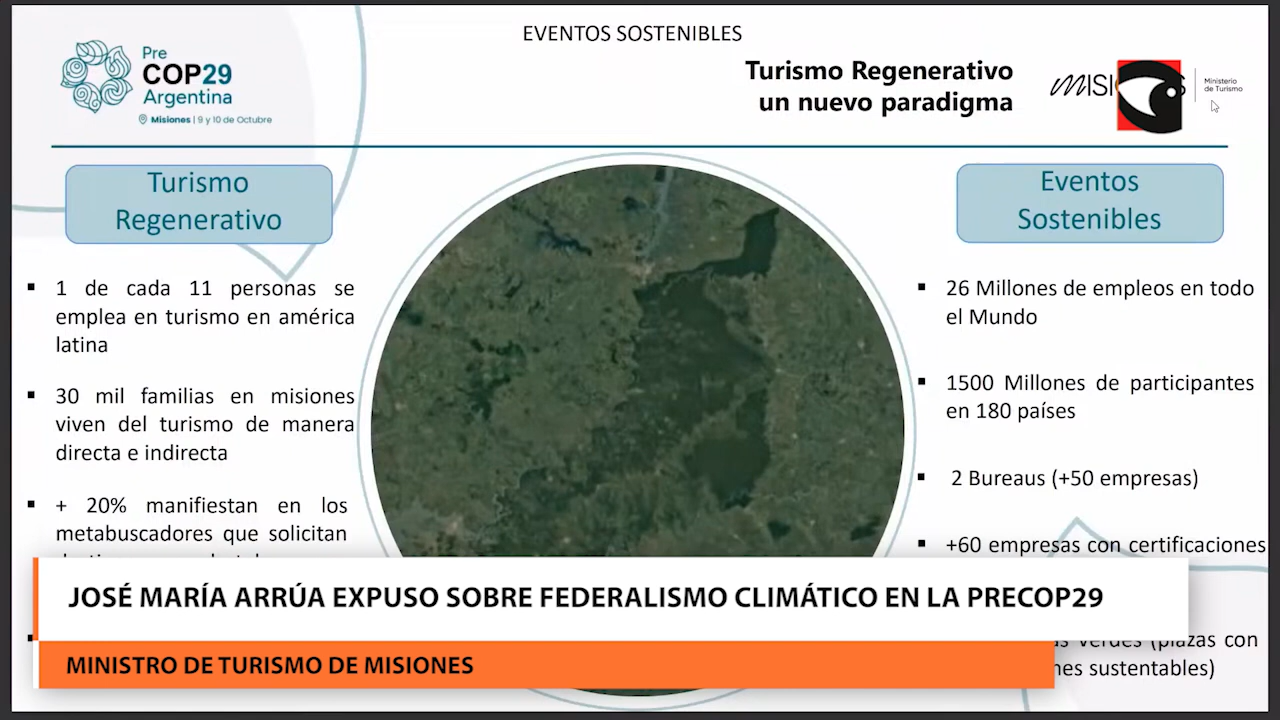 EVENTOS SOSTENIBLES
Pre
COP29
Argentina
Misiones | 9 y 10 de Octubre
Turismo Regenerativo
un nuevo paradigma
Ministerio
de Turismo
Turismo
Regenerativo
1 de cada 11 personas se
emplea en turismo en américa
latina
30 mil familias en misiones
viven del turismo de manera
directa e indirecta
+ 20% manifiestan en los
metabuscadores que solicitan
Eventos
Sostenibles
26 Millones de empleos en todo
el Mundo
1500 Millones de participantes
en 180 países
2 Bureaus (+50 empresas)
+60 empresas con certificaciones
verdes (plazas con
sustentables)
JOSÉ MARÍA ARRÚA EXPUSO SOBRE FEDERALISMO CLIMÁTICO EN LA PRECOP29
MINISTRO DE TURISMO DE MISIONES